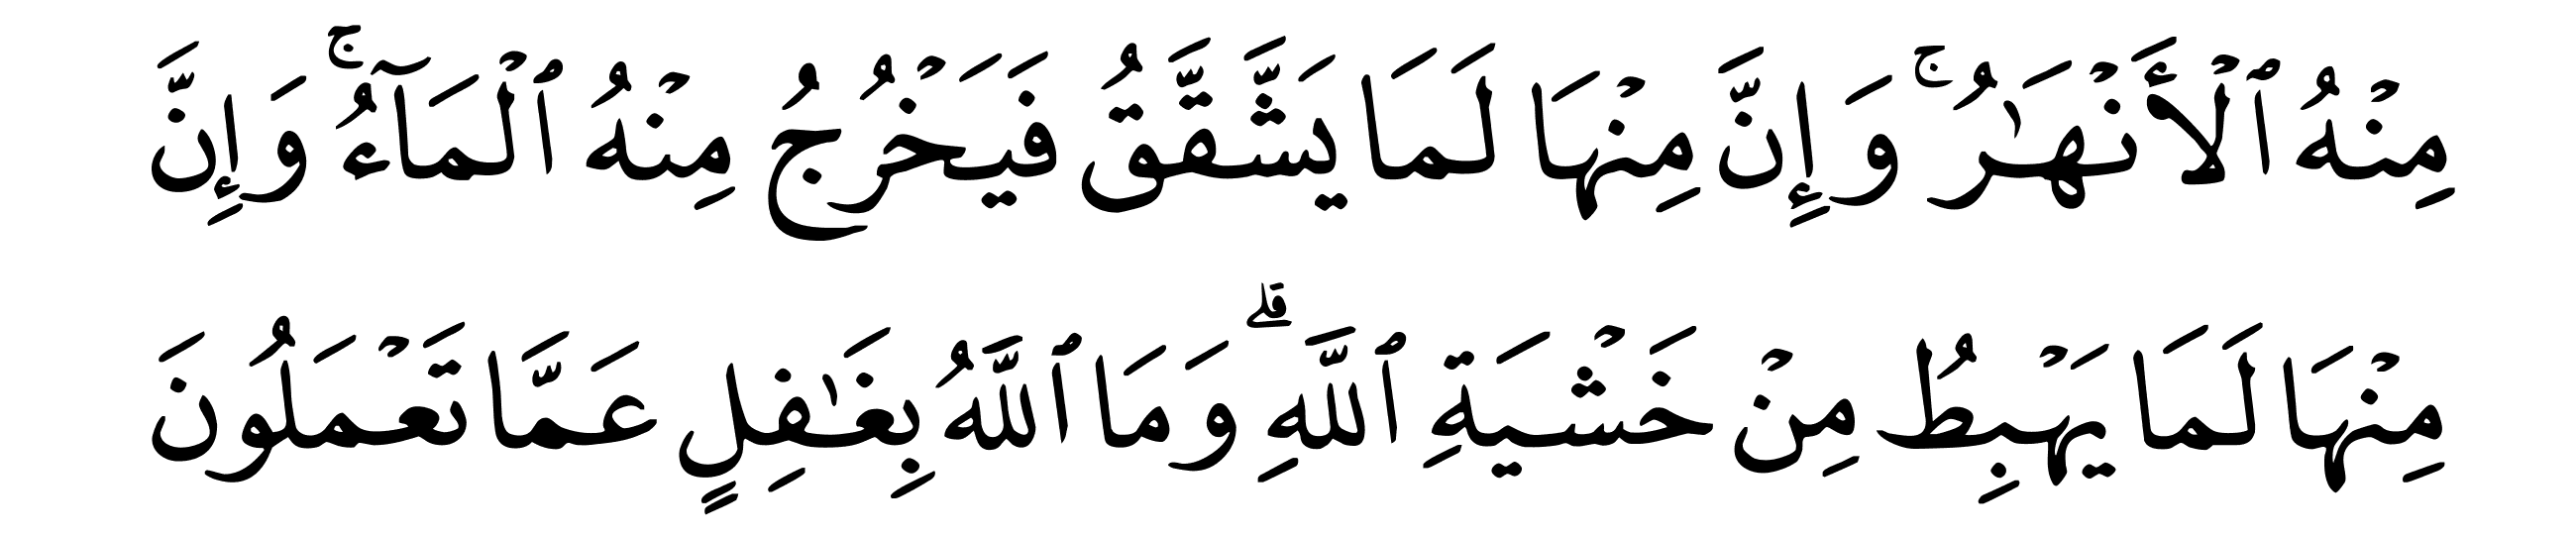 مِنْهُ ٱلْأَنْهَـٰرُ ۚ وَإِنَّ مِنْهَا لَمَا يَشَّقَّقُ فَيَخْرُجُ مِنْهُ ٱلْمَآءُ ۚ وَإِنَّ
مِنْهَا لَمَا يَهْبِطُ مِنْ خَشْيَةِ ٱللَّهِ ۗ وَمَا ٱللَّهُ بِغَـٰفِلٍ عَمَّا تَعْمَلُونَ